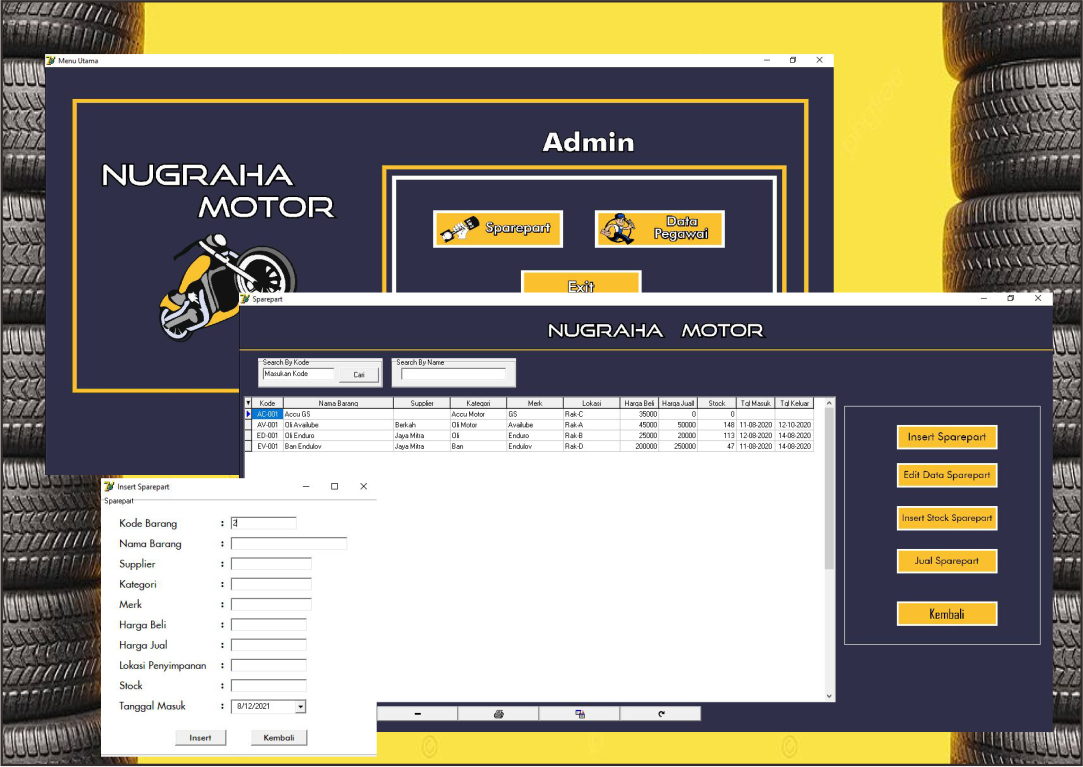 Menu Utama
Admin
NUGRAHA
MOTOR
Sparepart
Data
Pegawai
Exit
Sparepart
NUGRAHA MOTOR
Search By Kode
Masukan Kode
Cari
Search By Name
Kode Nama Barang Supplier Kategori Merk Lokasi Harga Beli Harga Juall Stock Tgl Masuk Tgl Keluar
AC-001 Accu GS Accu Motor GS Rak-C 35000 0 0
AV-001 Oli Availube Berkah Oli Motor Availube Rak-A 45000 50000 148 11-08-2020 12-10-2020
ED-001 Oli Enduro Jaya Mitra Oli Enduro Rak-B 25000 20000 113 12-08-2020 14-08-2020
EV-001 Ban Endulov Jaya Mitra Ban Endulov Rak-D 200000 250000 47 11-08-2020 14-08-2020
Insert Sparepart
Edit Data Sparepart
Insert Stock Sparepart
Jual Sparepart
Kembali
Insert Sparepart
Sparepart
Kode Barang : 2
Nama Barang :
Supplier :
Kategori :
Merk :
Harga Beli :
Harga Jual :
Lokasi Penyimpanan :
Stock :
Tanggal Masuk : 8/12/2021
Insert
Kembali